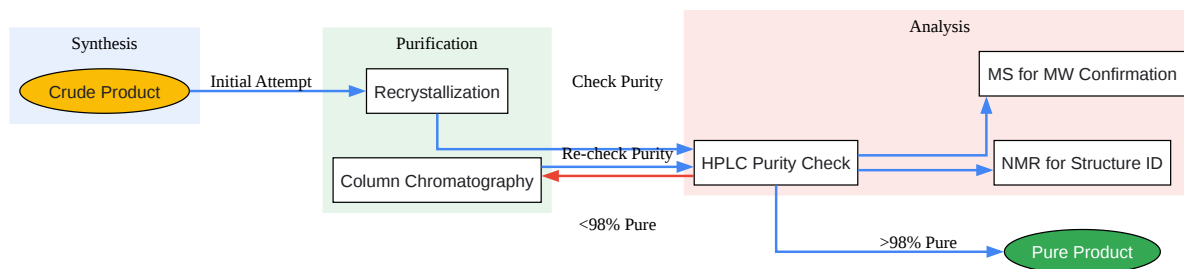 Synthesis
Crude Product
Initial Attempt
Purification
Recrystallization
Column Chromatography
Check Purity
Re-check Purity
<98% Pure
Analysis
HPLC Purity Check
MS for MW Confirmation
NMR for Structure ID
>98% Pure
Pure Product